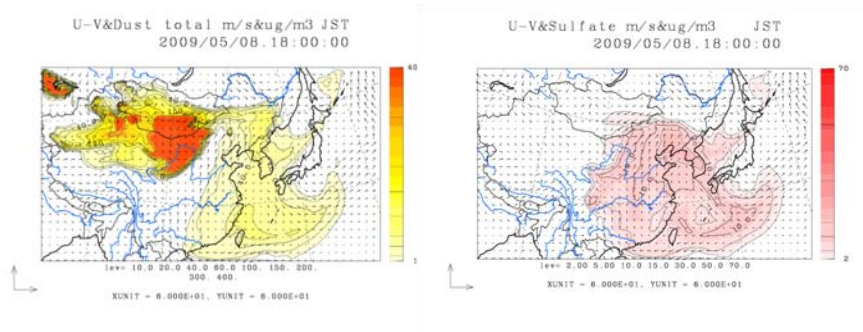 U-V&Dust total m/s&ug/m3 JST
2009/05/08.18:00:00
40
1
lev= 10.0 20.0 40.0 60.0 100. 150. 200.
300. 400.
XUNIT = 6.000E+01, YUNIT = 6.000E+01
U-V&Sulfate m/s&ug/m3 JST
2009/05/08.18:00:00
70
2
lev= 2.00 5.00 10.0 15.0 30.0 50.0 70.0
XUNIT = 6.000E+01, YUNIT = 6.000E+01